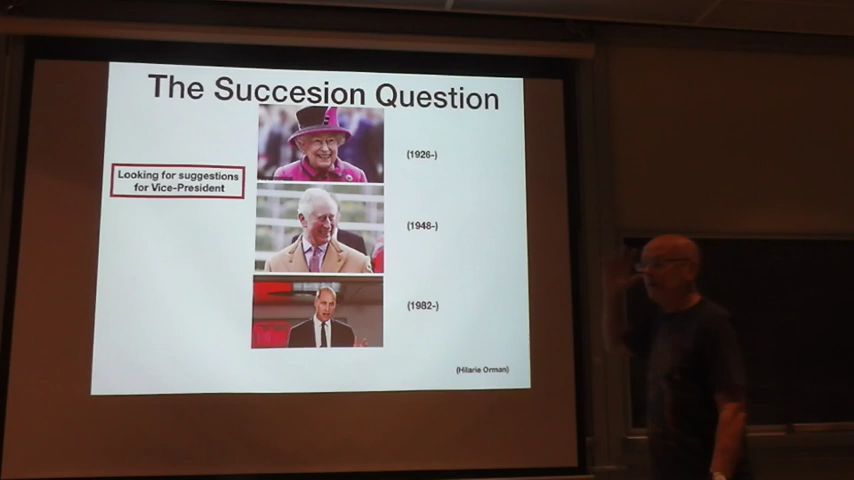 The Succesion Question
(1926-)
Looking for suggestions
for Vice-President
(1948-)
(1982-)
(Hilarie Orman)